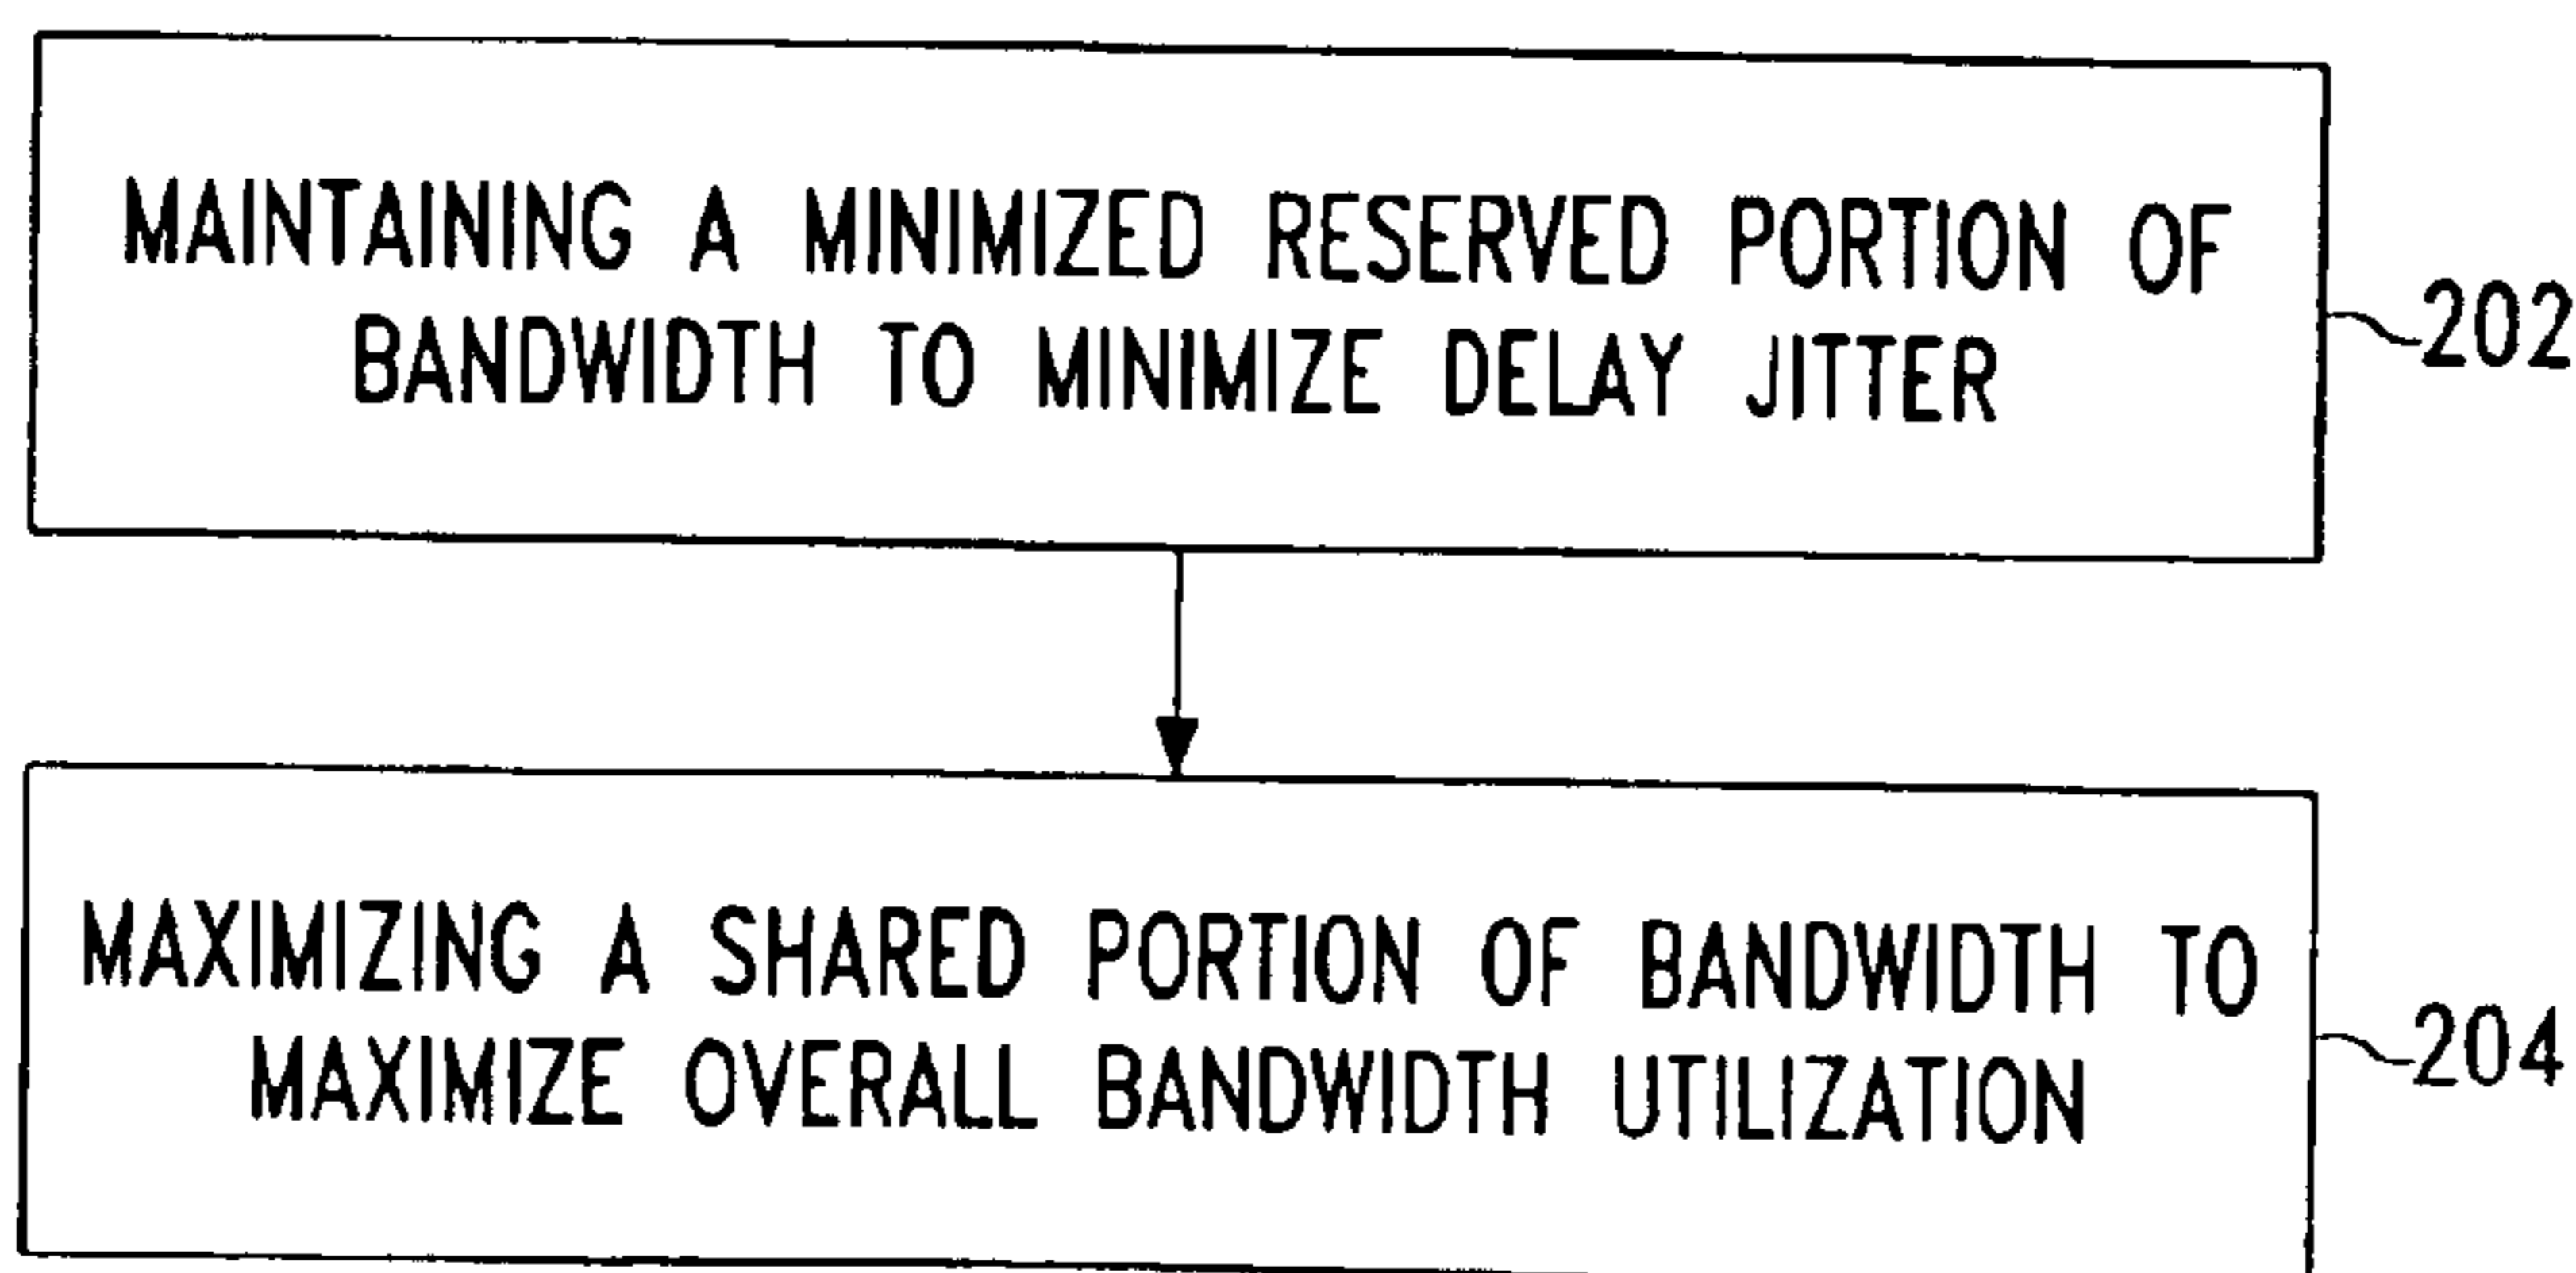 MAINTAINING A MINIMIZED RESERVED PORTION OF
BANDWIDTH TO MINIMIZE DELAY JITTER
202
MAXIMIZING A SHARED PORTION OF BANDWIDTH TO
MAXIMIZE OVERALL BANDWIDTH UTILIZATION
204